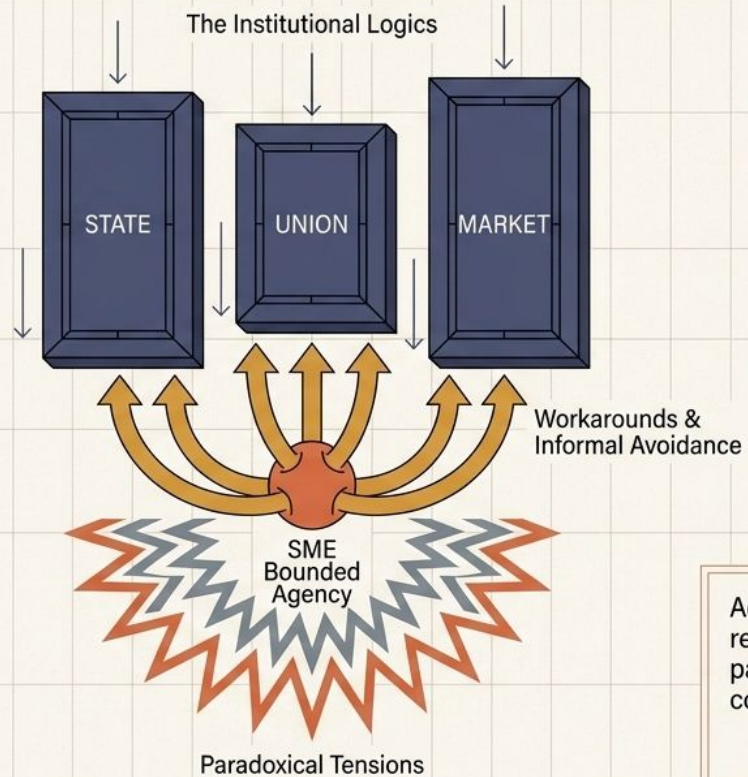 The Institutional Logics
STATE
UNION
MARKET
Workarounds &
Informal Avoidance
SME
Bounded
Agency
Paradoxical Tensions